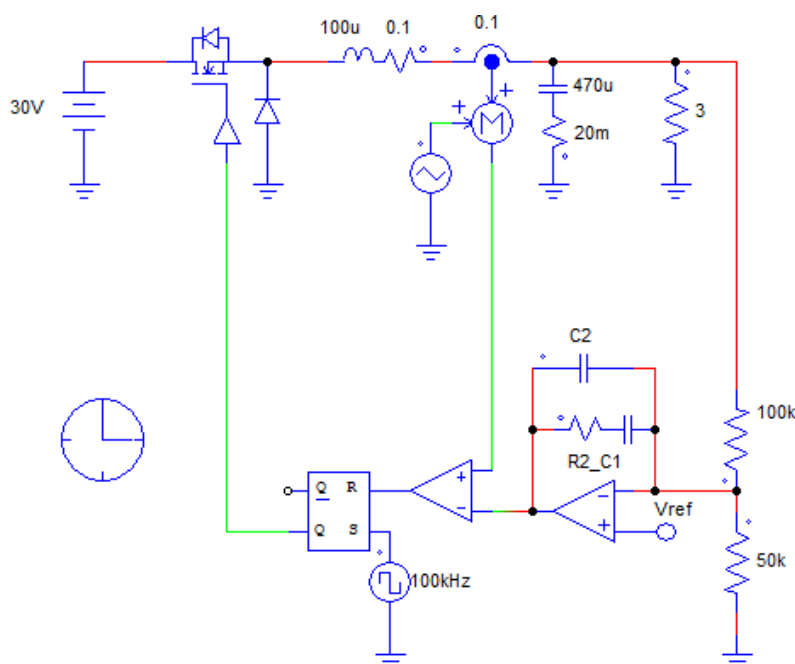 100u
0.1
0.1
30V
470u
20m
3
M
C2
100k
R2_C1
Q
R
Q
S
Vref
50k
100kHz